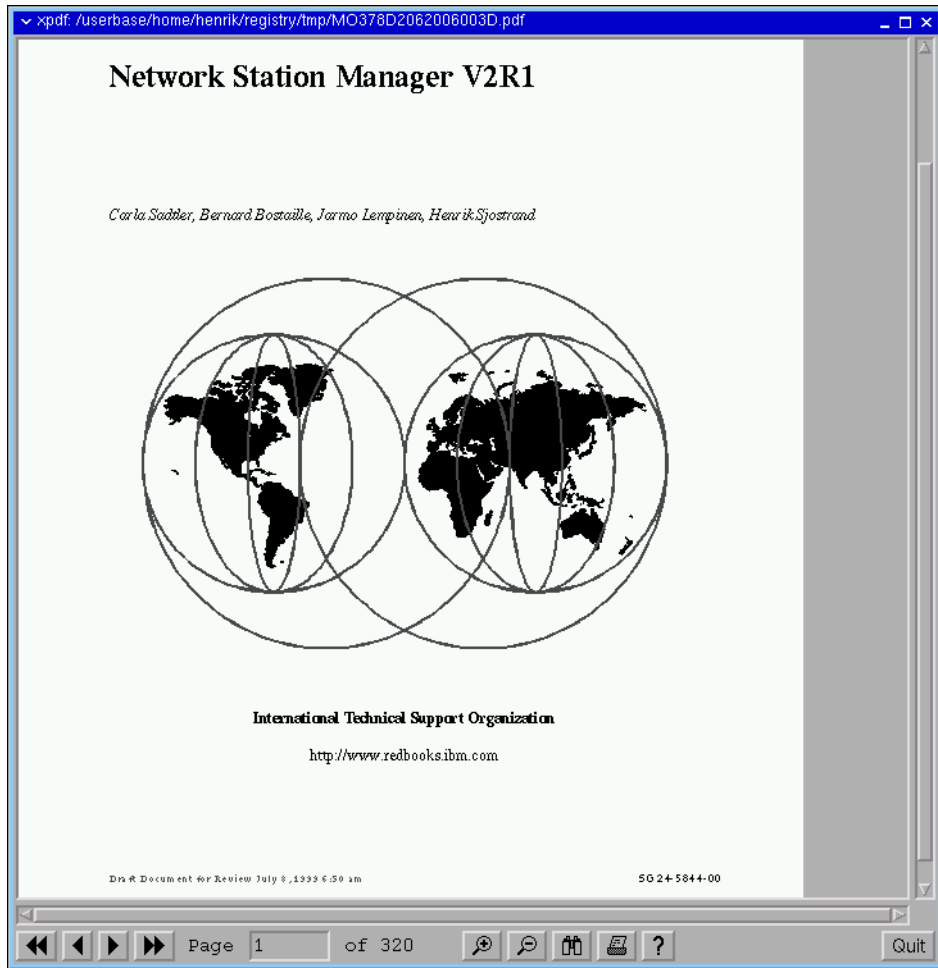 xpdf: /userbase/home/henrik/registry/tmp/MO378D2062006003D.pdf
Network Station Manager V2R1
Carla Sadtler, Bernard Bostaille, Jarmo Lempinen, Henrik Sjostrand
International Technical Support Organization
http://www.redbooks.ibm.com
Draft Document for Review July 8, 1999 6:50 am SG24-5844-00
Page 1 of 320 ? Quit